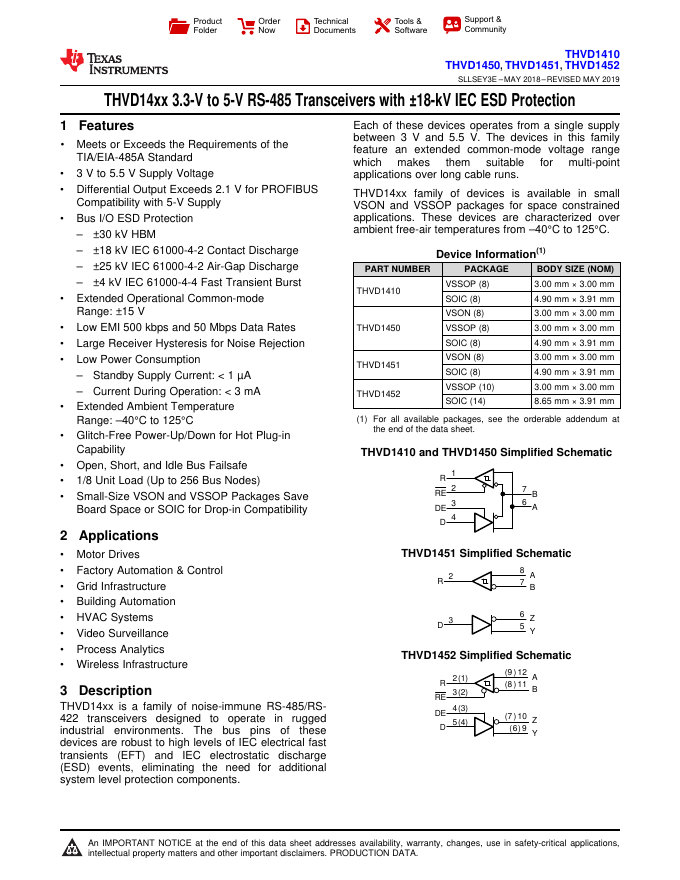 Product
Folder
Order
Now
Technical
Documents
Tools &
Software
Support &
Community
TEXAS
INSTRUMENTS
THVD1410
THVD1450, THVD1451, THVD1452
SLLSEY3E – MAY 2018 – REVISED MAY 2019
THVD14xx 3.3-V to 5-V RS-485 Transceivers with ±18-kV IEC ESD Protection
1 Features
• Meets or Exceeds the Requirements of the
TIA/EIA-485A Standard
• 3 V to 5.5 V Supply Voltage
• Differential Output Exceeds 2.1 V for PROFIBUS
Compatibility with 5-V Supply
• Bus I/O ESD Protection
– ±30 kV HBM
– ±18 kV IEC 61000-4-2 Contact Discharge
– ±25 kV IEC 61000-4-2 Air-Gap Discharge
– ±4 kV IEC 61000-4-4 Fast Transient Burst
• Extended Operational Common-mode
Range: ±15 V
• Low EMI 500 kbps and 50 Mbps Data Rates
• Large Receiver Hysteresis for Noise Rejection
• Low Power Consumption
– Standby Supply Current: < 1 µA
– Current During Operation: < 3 mA
• Extended Ambient Temperature
Range: –40°C to 125°C
• Glitch-Free Power-Up/Down for Hot Plug-in
Capability
• Open, Short, and Idle Bus Failsafe
• 1/8 Unit Load (Up to 256 Bus Nodes)
• Small-Size VSON and VSSOP Packages Save
Board Space or SOIC for Drop-in Compatibility
2 Applications
• Motor Drives
• Factory Automation & Control
• Grid Infrastructure
• Building Automation
• HVAC Systems
• Video Surveillance
• Process Analytics
• Wireless Infrastructure
3 Description
THVD14xx is a family of noise-immune RS-485/RS-
422 transceivers designed to operate in rugged
industrial environments. The bus pins of these
devices are robust to high levels of IEC electrical fast
transients (EFT) and IEC electrostatic discharge
(ESD) events, eliminating the need for additional
system level protection components.
Each of these devices operates from a single supply
between 3 V and 5.5 V. The devices in this family
feature an extended common-mode voltage range
which makes them suitable for multi-point
applications over long cable runs.
THVD14xx family of devices is available in small
VSON and VSSOP packages for space constrained
applications. These devices are characterized over
ambient free-air temperatures from –40°C to 125°C.
Device Information(1)
PART NUMBER PACKAGE BODY SIZE (NOM)
THVD1410 VSSOP (8) 3.00 mm × 3.00 mm
SOIC (8) 4.90 mm × 3.91 mm
THVD1450 VSON (8) 3.00 mm × 3.00 mm
VSSOP (8) 3.00 mm × 3.00 mm
SOIC (8) 4.90 mm × 3.91 mm
THVD1451 VSON (8) 3.00 mm × 3.00 mm
SOIC (8) 4.90 mm × 3.91 mm
THVD1452 VSSOP (10) 3.00 mm × 3.00 mm
SOIC (14) 8.65 mm × 3.91 mm
(1) For all available packages, see the orderable addendum at
the end of the data sheet.
THVD1410 and THVD1450 Simplified Schematic
R 1
RE 2
7 B
DE 3
6 A
D 4
THVD1451 Simplified Schematic
R 2
8 A
7 B
D 3
6 Z
5 Y
THVD1452 Simplified Schematic
R 2(1)
(9) 12 A
RE 3(2)
(8) 11 B
DE 4(3)
D 5(4)
(7) 10 Z
(6) 9 Y
An IMPORTANT NOTICE at the end of this data sheet addresses availability, warranty, changes, use in safety-critical applications,
intellectual property matters and other important disclaimers. PRODUCTION DATA.